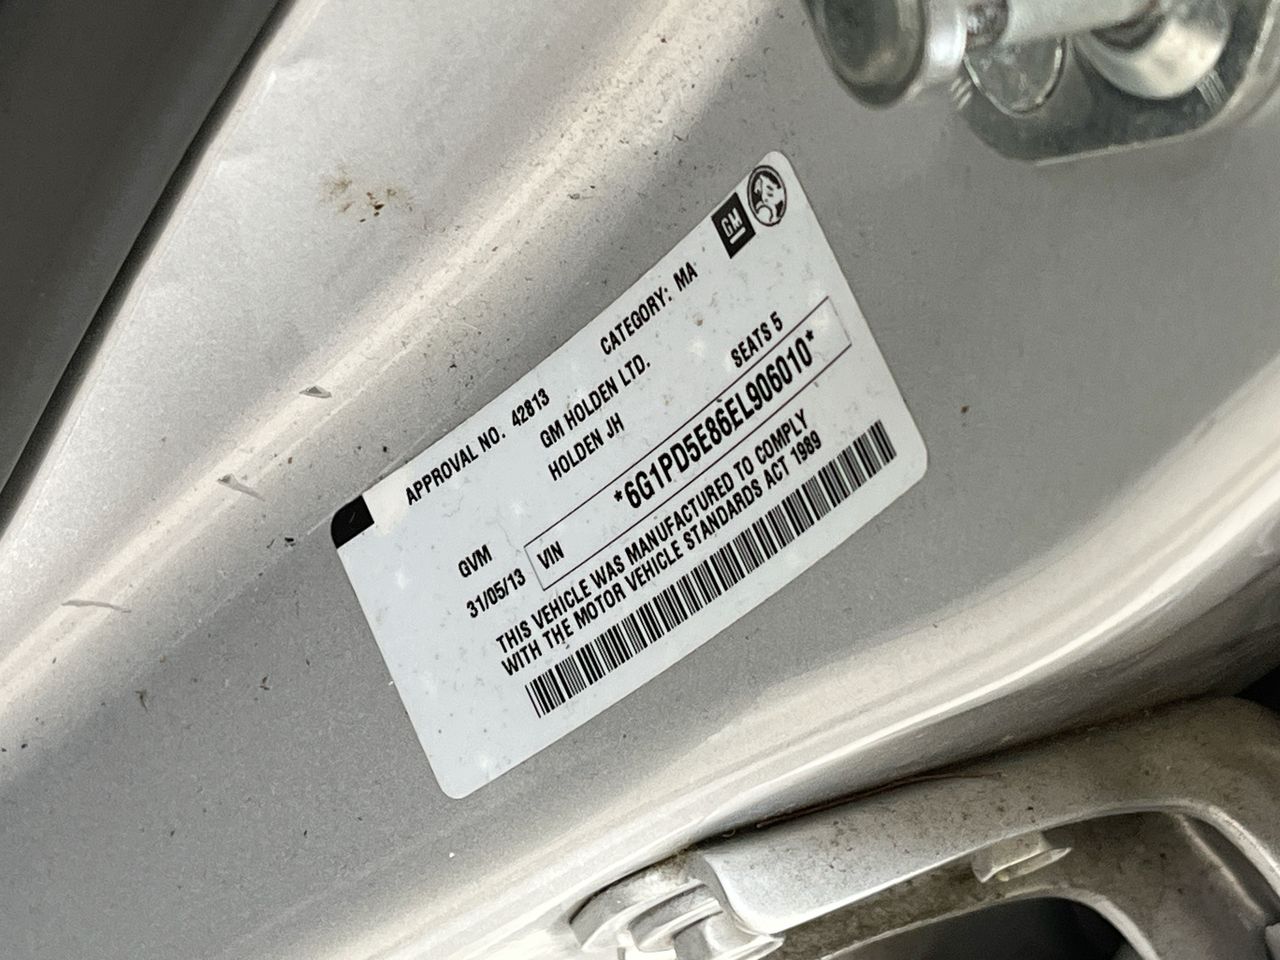 GM
APPROVAL NO. 42813 CATEGORY: MA
GM HOLDEN LTD.
HOLDEN JH
GVM SEATS 5
31/05/13
VIN *6G1PD5E86EL906010*
THIS VEHICLE WAS MANUFACTURED TO COMPLY
WITH THE MOTOR VEHICLE STANDARDS ACT 1989